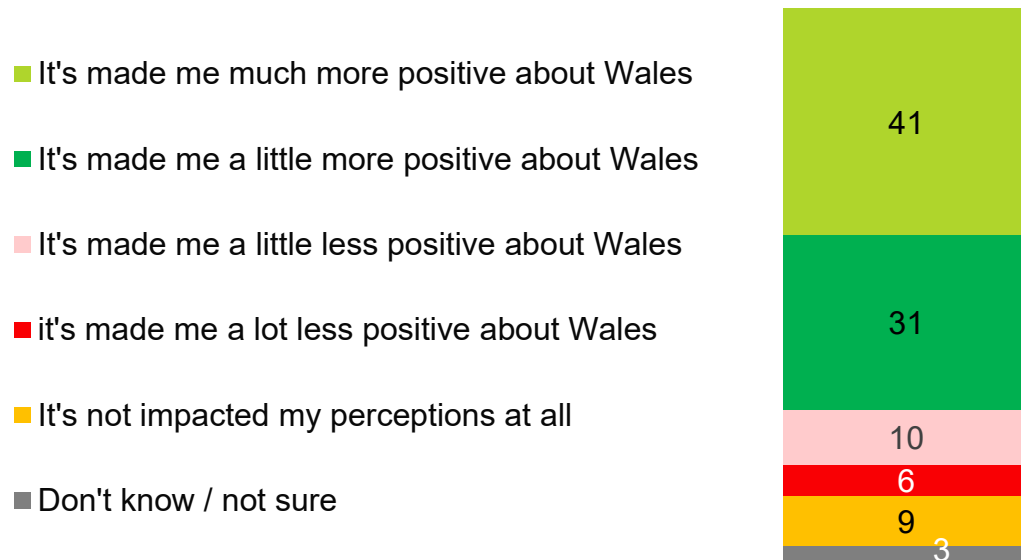 It's made me much more positive about Wales
It's made me a little more positive about Wales
It's made me a little less positive about Wales
it's made me a lot less positive about Wales
It's not impacted my perceptions at all
Don't know / not sure
41
31
10
6
9
3